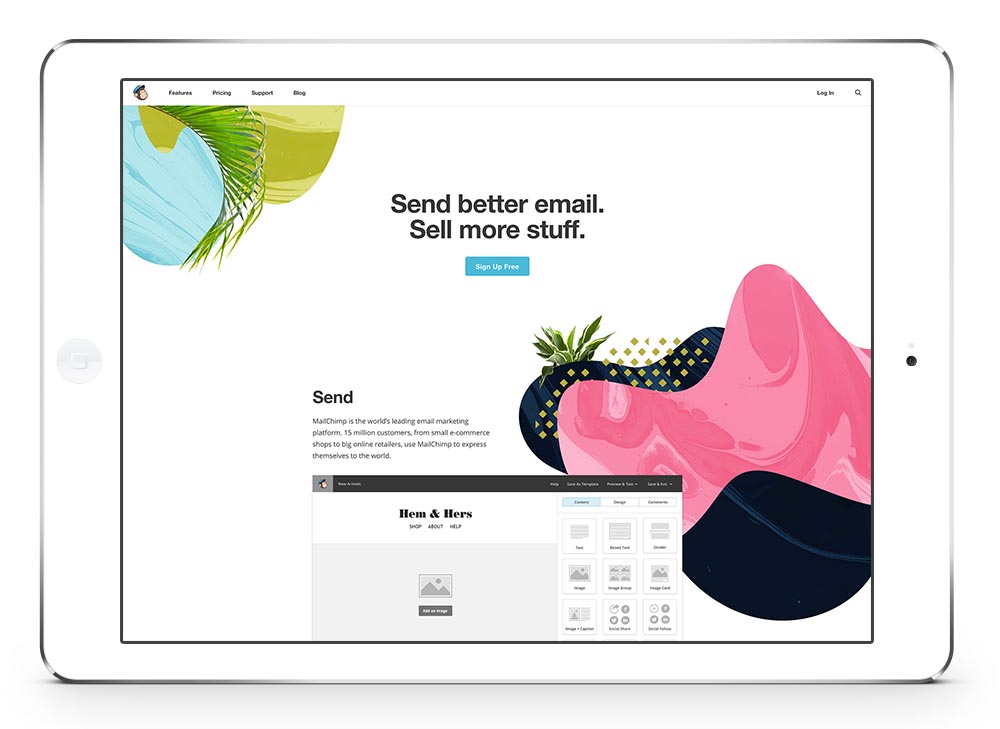 Features Pricing Support Blog Log In
Send better email.
Sell more stuff.
Sign Up Free
Send
MailChimp is the world's leading email marketing
platform. 15 million customers, from small e-commerce
shops to big online retailers, use MailChimp to express
themselves to the world.
New Arrivals Help Save As Template Preview & Test Save & Exit
Content Design Comments
Hem & Hers
SHOP ABOUT HELP
Text Boxed Text Divider
Image Image Group Image Card
Add an Image
Image + Caption Social Share Social Follow